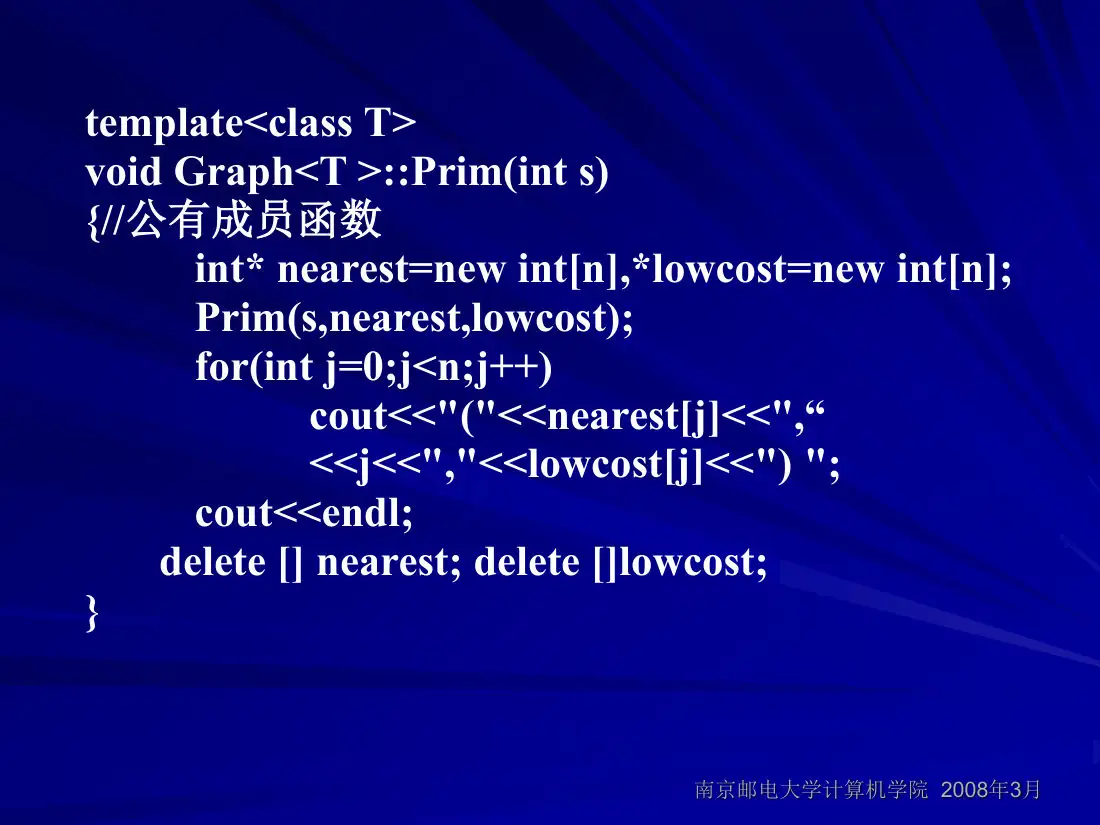 template<class T>
void Graph<T >::Prim(int s)
{//公有成员函数
int* nearest=new int[n],*lowcost=new int[n];
Prim(s,nearest,lowcost);
for(int j=0;j<n;j++)
cout<<"("<<nearest[j]<<",“
<<j<<","<<lowcost[j]<<") ";
cout<<endl;
delete [] nearest; delete []lowcost;
}
南京邮电大学计算机学院 2008年3月